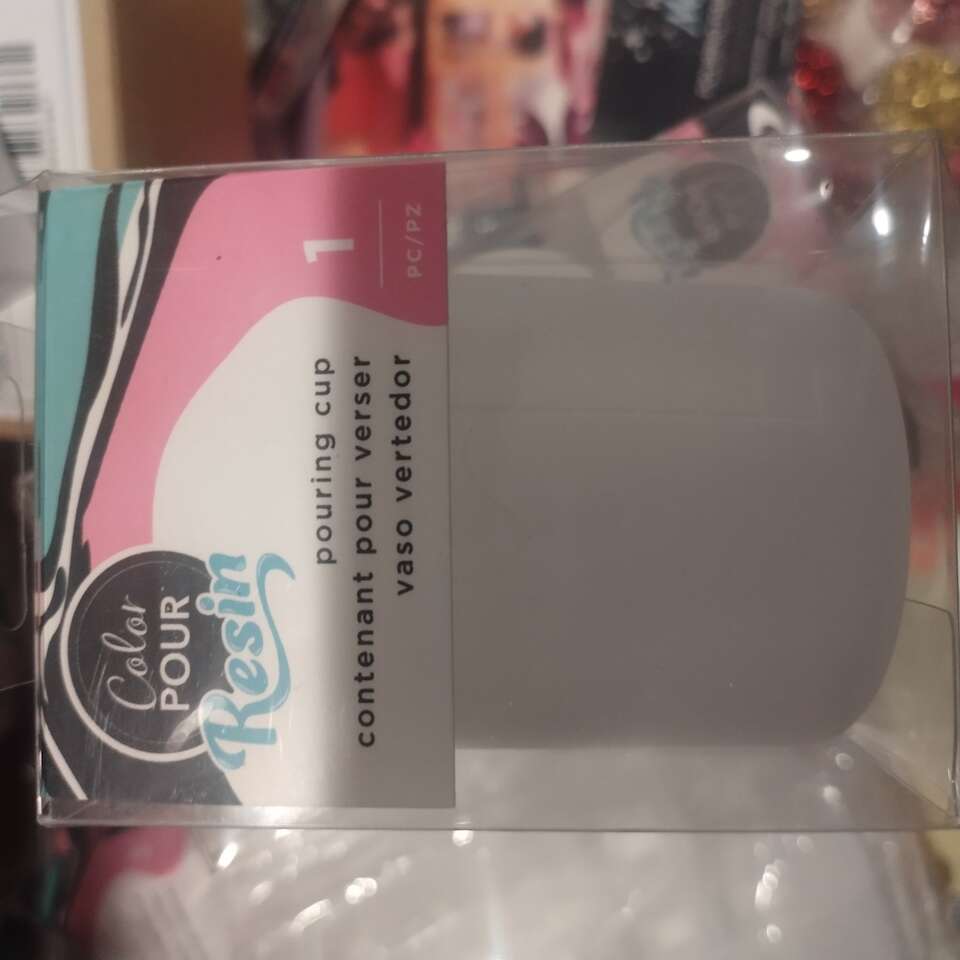 Color
POUR
Resin
1
PC/PZ
pouring cup
contenant pour verser
vaso vertedor